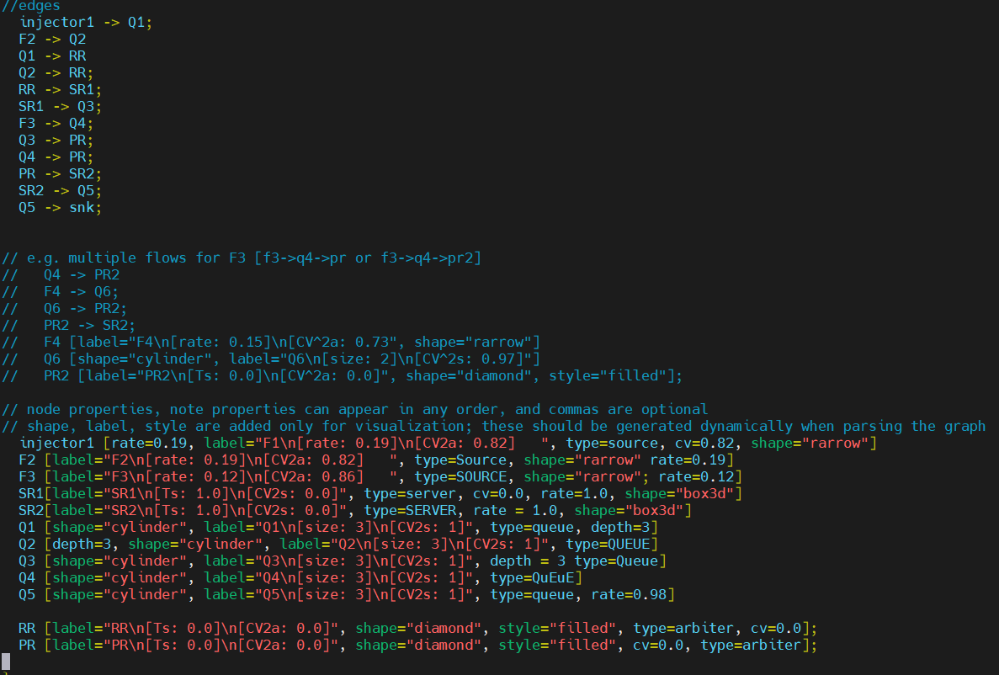 //edges
injector1 -> Q1;
F2 -> Q2
Q1 -> RR
Q2 -> RR;
RR -> SR1;
SR1 -> Q3;
F3 -> Q4;
Q3 -> PR;
Q4 -> PR;
PR -> SR2;
SR2 -> Q5;
Q5 -> snk;
// e.g. multiple flows for F3 [f3->q4->pr or f3->q4->pr2]
//   Q4 -> PR2
//   F4 -> Q6;
//   Q6 -> PR2;
//   PR2 -> SR2;
//   F4 [label="F4\n[rate: 0.15]\n[CV^2a: 0.73", shape="rarrow"]
//   Q6 [shape="cylinder", label="Q6\n[size: 2]\n[CV^2s: 0.97]"]
//   PR2 [label="PR2\n[Ts: 0.0]\n[CV^2a: 0.0]", shape="diamond", style="filled"];
// node properties, note properties can appear in any order, and commas are optional
// shape, label, style are added only for visualization; these should be generated dynamically when parsing the graph
injector1 [rate=0.19, label="F1\n[rate: 0.19]\n[CV2a: 0.82]   ", type=source, cv=0.82, shape="rarrow"]
F2 [label="F2\n[rate: 0.19]\n[CV2a: 0.82]   ", type=Source, shape="rarrow" rate=0.19]
F3 [label="F3\n[rate: 0.12]\n[CV2a: 0.86]   ", type=SOURCE, shape="rarrow"; rate=0.12]
SR1[label="SR1\n[Ts: 1.0]\n[CV2s: 0.0]", type=server, cv=0.0, rate=1.0, shape="box3d"]
SR2[label="SR2\n[Ts: 1.0]\n[CV2s: 0.0]", type=SERVER, rate = 1.0, shape="box3d"]
Q1 [shape="cylinder", label="Q1\n[size: 3]\n[CV2s: 1]", type=queue, depth=3]
Q2 [depth=3, shape="cylinder", label="Q2\n[size: 3]\n[CV2s: 1]", type=QUEUE]
Q3 [shape="cylinder", label="Q3\n[size: 3]\n[CV2s: 1]", depth = 3 type=Queue]
Q4 [shape="cylinder", label="Q4\n[size: 3]\n[CV2s: 1]", type=QuEuE]
Q5 [shape="cylinder", label="Q5\n[size: 3]\n[CV2s: 1]", type=queue, rate=0.98]
RR [label="RR\n[Ts: 0.0]\n[CV2a: 0.0]", shape="diamond", style="filled", type=arbiter, cv=0.0];
PR [label="PR\n[Ts: 0.0]\n[CV2a: 0.0]", shape="diamond", style="filled", cv=0.0, type=arbiter];